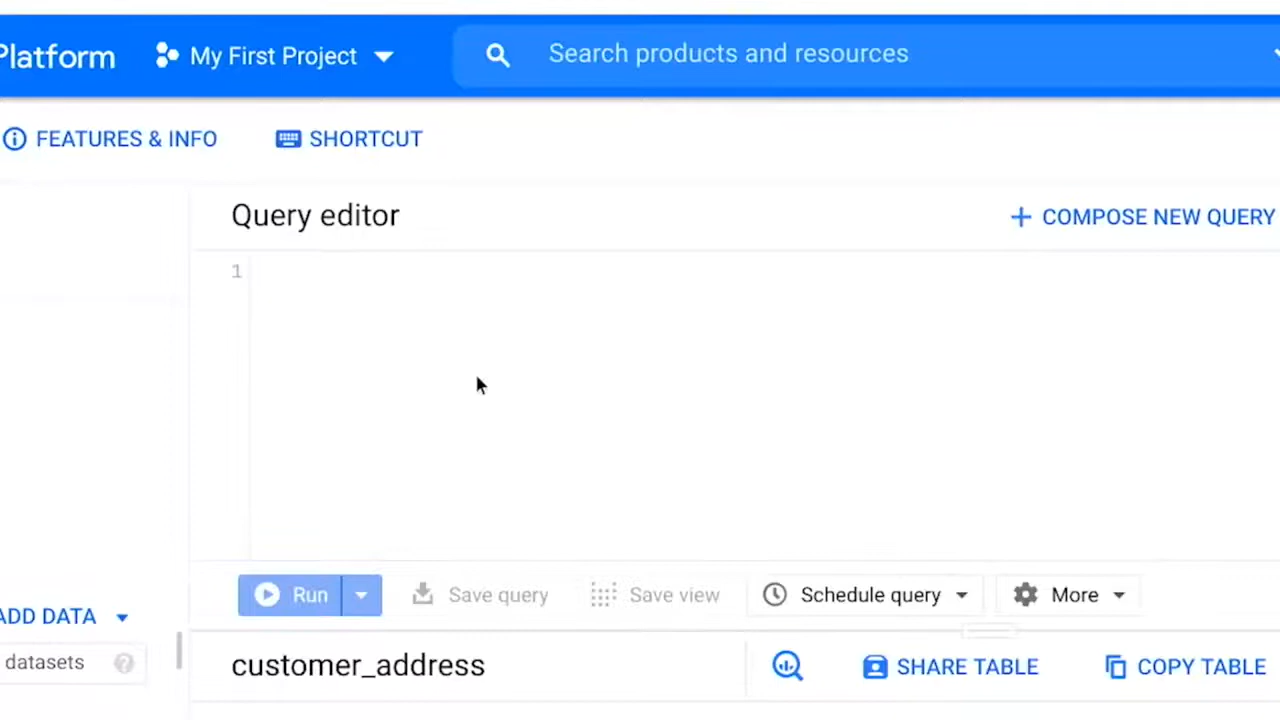 Platform My First Project Search products and resources
FEATURES & INFO SHORTCUT
Query editor COMPOSE NEW QUERY
1
Run Save query Save view Schedule query More
ADD DATA
datasets
customer_address SHARE TABLE COPY TABLE